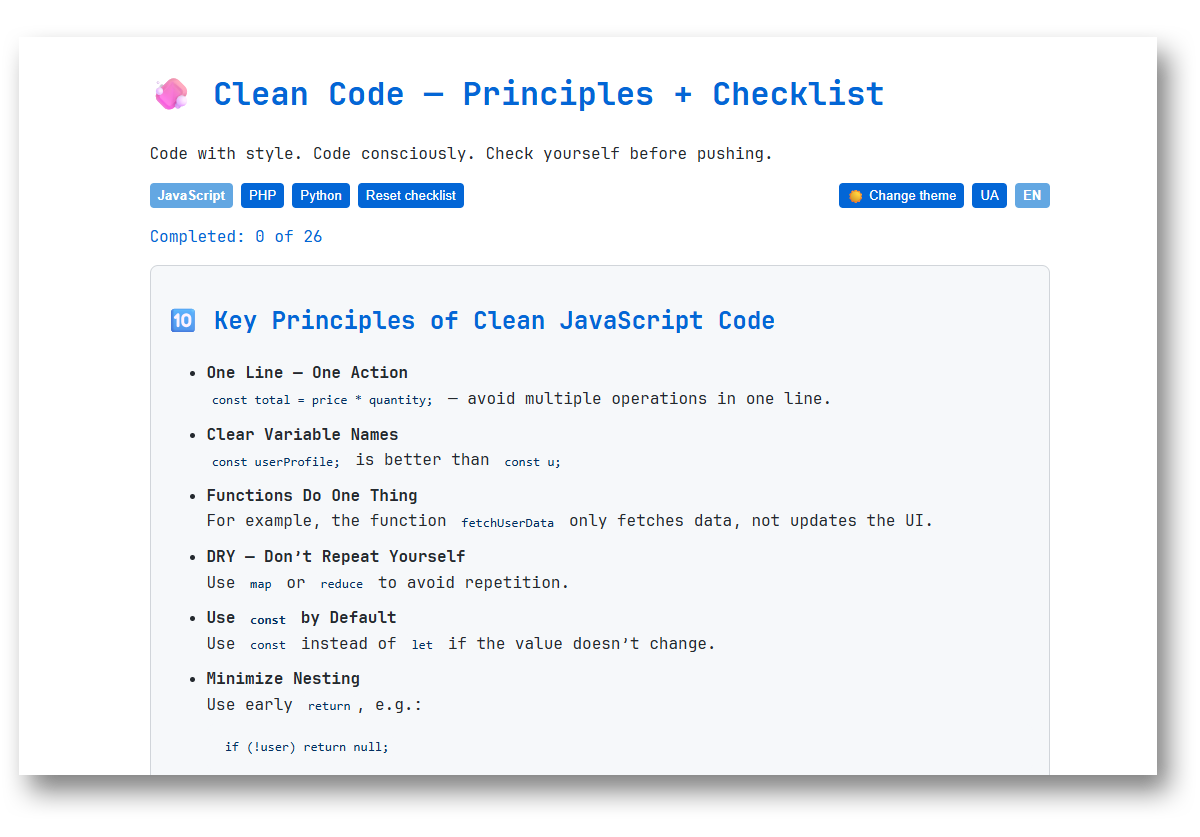 🧼 Clean Code — Principles + Checklist
Code with style. Code consciously. Check yourself before pushing.
JavaScript PHP Python Reset checklist Change theme UA EN
Completed: 0 of 26
🔟 Key Principles of Clean JavaScript Code
• One Line — One Action
const total = price * quantity; — avoid multiple operations in one line.
• Clear Variable Names
const userProfile; is better than const u;
• Functions Do One Thing
For example, the function fetchUserData only fetches data, not updates the UI.
• DRY — Don’t Repeat Yourself
Use map or reduce to avoid repetition.
• Use const by Default
Use const instead of let if the value doesn’t change.
• Minimize Nesting
Use early return, e.g.:
if (!user) return null;